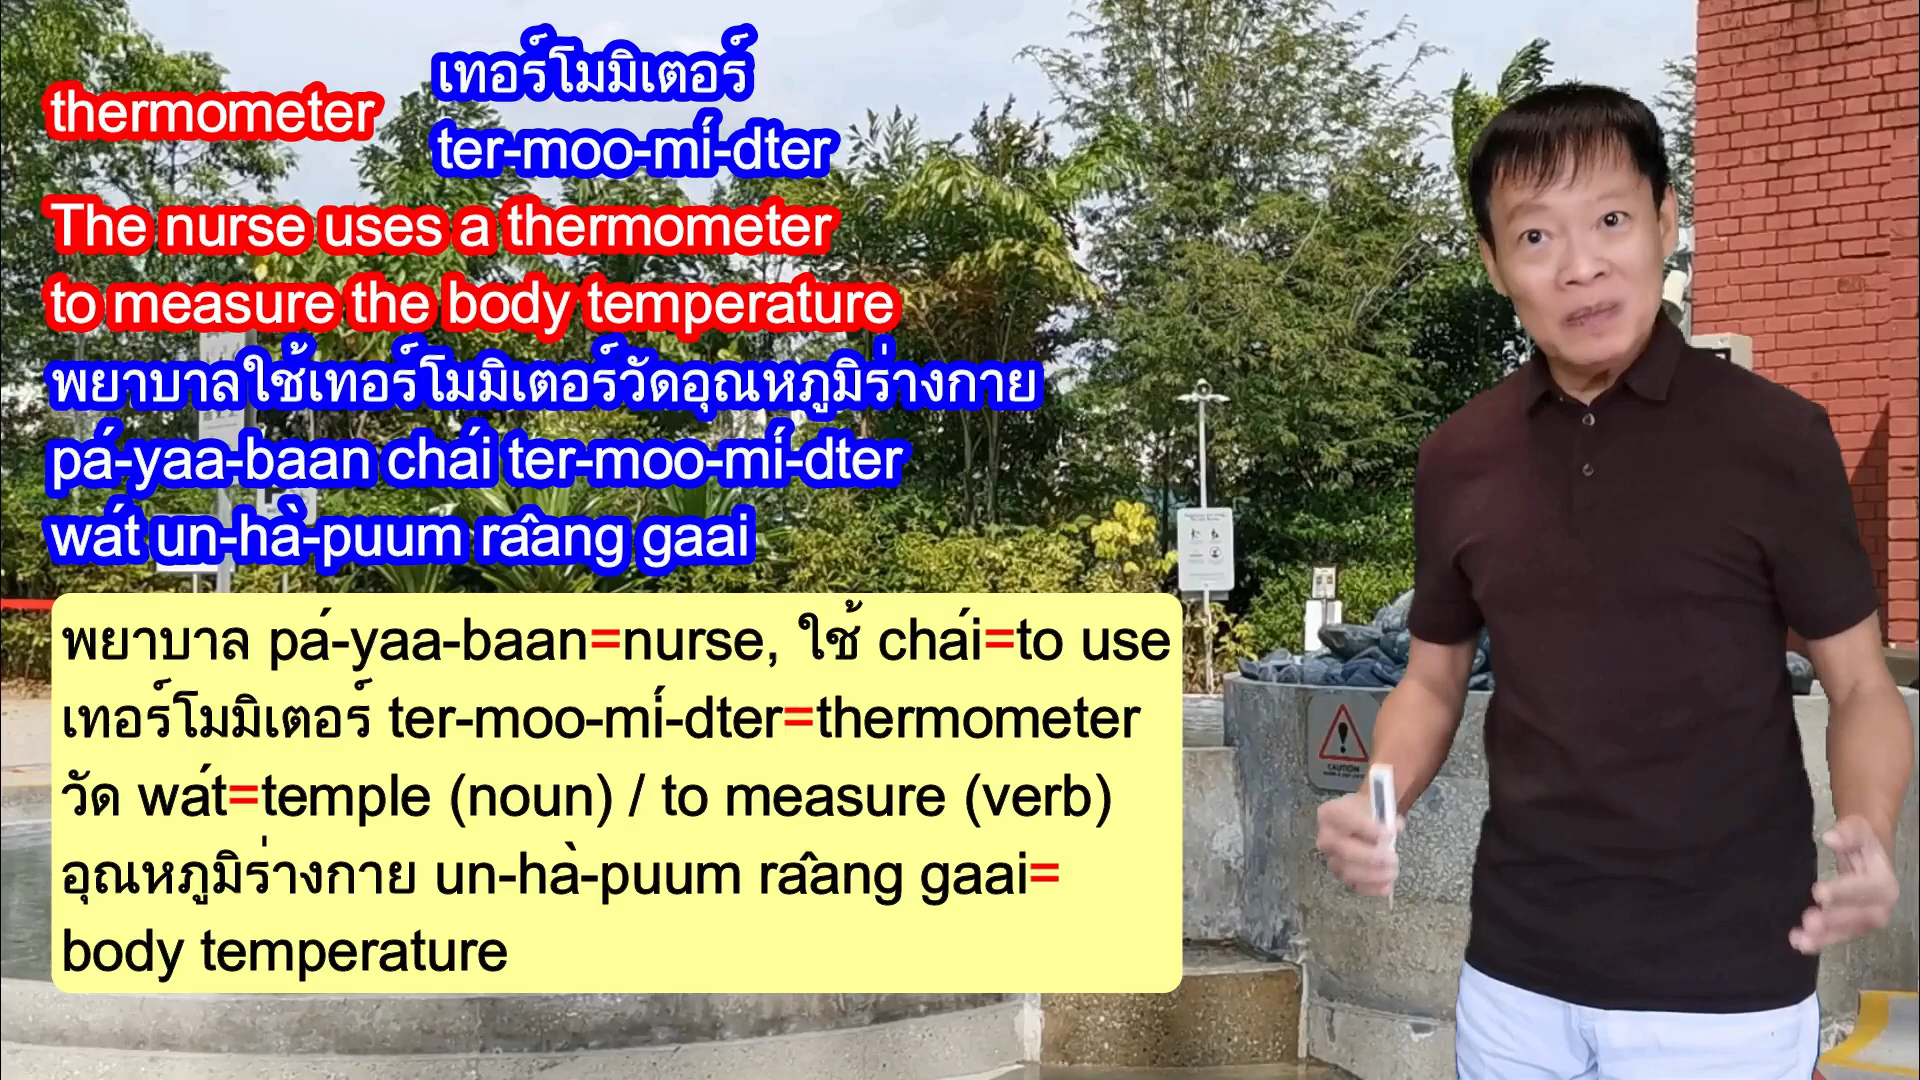 thermometer
เทอร์โมมิเตอร์
ter-moo-mí-dter
The nurse uses a thermometer
to measure the body temperature
พยาบาลใช้เทอร์โมมิเตอร์วัดอุณหภูมิร่างกาย
pá-yaa-baan chái ter-moo-mí-dter
wát un-hà-puum râang gaai
พยาบาล pá-yaa-baan=nurse, ใช้ chái=to use
เทอร์โมมิเตอร์ ter-moo-mí-dter=thermometer
วัด wát=temple (noun) / to measure (verb)
อุณหภูมิร่างกาย un-hà-puum râang gaai=
body temperature
CAUTION